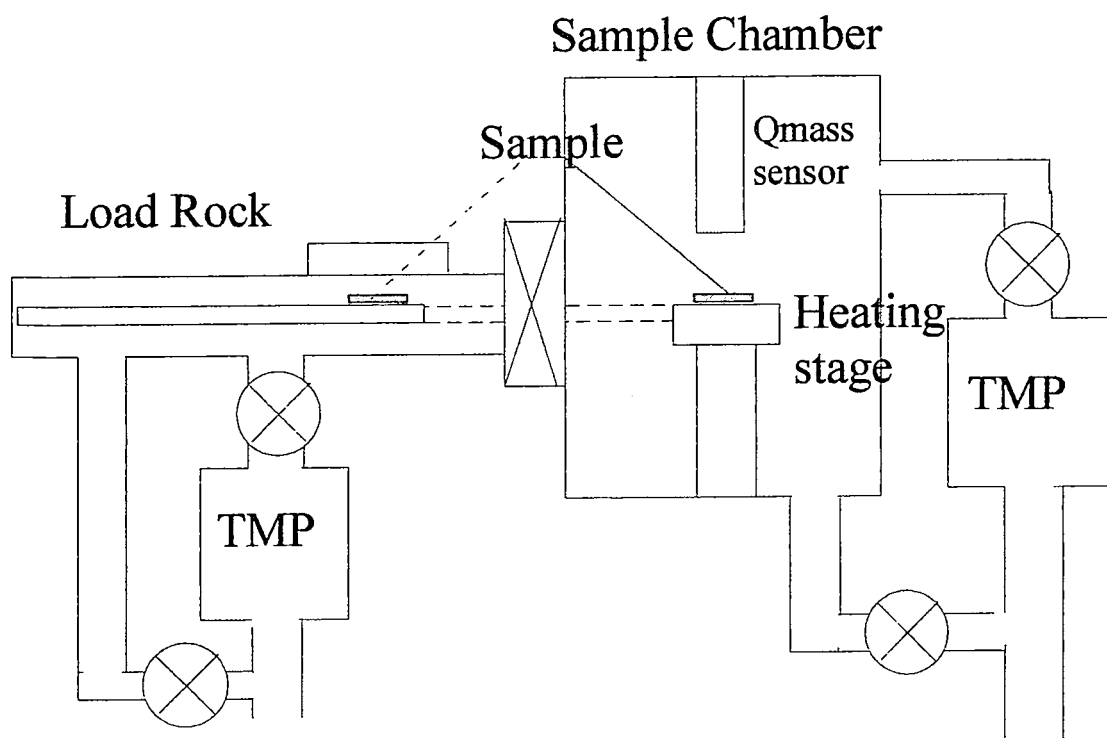 Sample Chamber
Qmass
sensor
Sample
Load Rock
Heating
stage
TMP
TMP